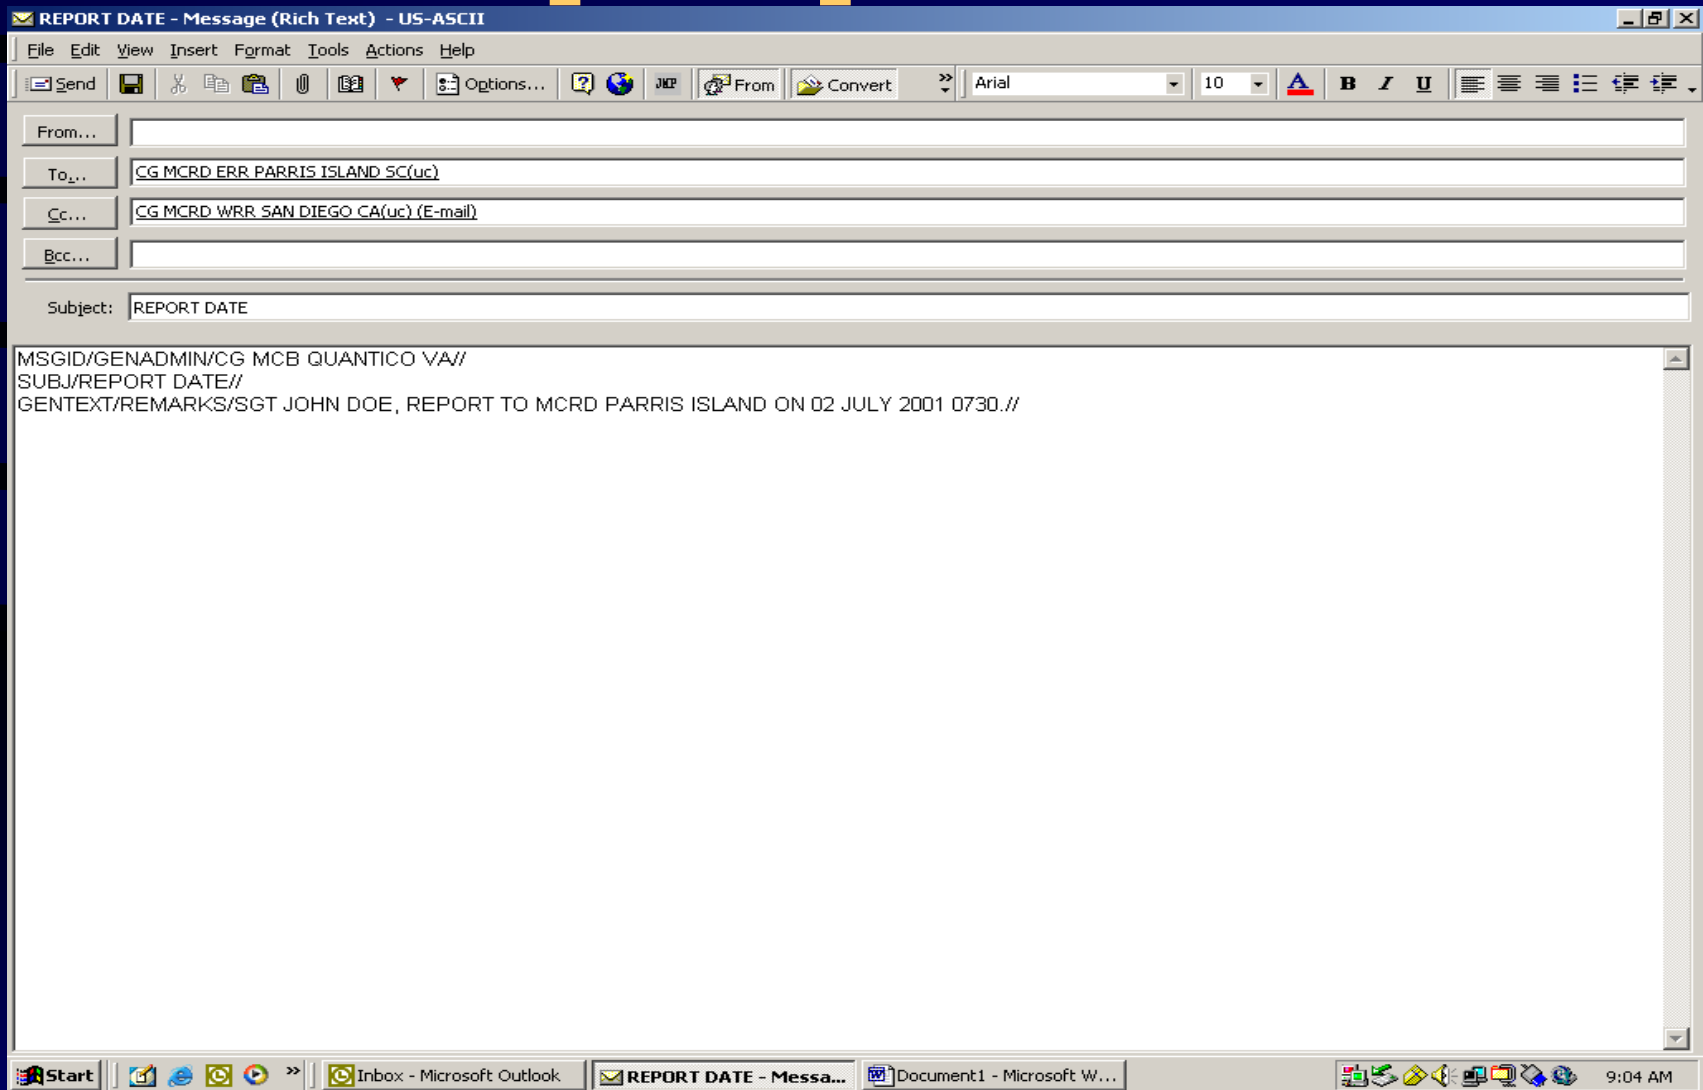 REPORT DATE - Message (Rich Text) - US-ASCII
File Edit View Insert Format Tools Actions Help
Send Options... From Convert Arial 10 A B I U
From...
To... CG MCRD ERR PARRIS ISLAND SC(uc)
Cc... CG MCRD WRR SAN DIEGO CA(uc) (E-mail)
Bcc...
Subject: REPORT DATE
MSGID/GENADMIN/CG MCB QUANTICO VA//
SUBJ/REPORT DATE//
GENTEXT/REMARKS/SGT JOHN DOE, REPORT TO MCRD PARRIS ISLAND ON 02 JULY 2001 0730.//
Start Inbox - Microsoft Outlook REPORT DATE - Messa... Document1 - Microsoft W... 9:04 AM